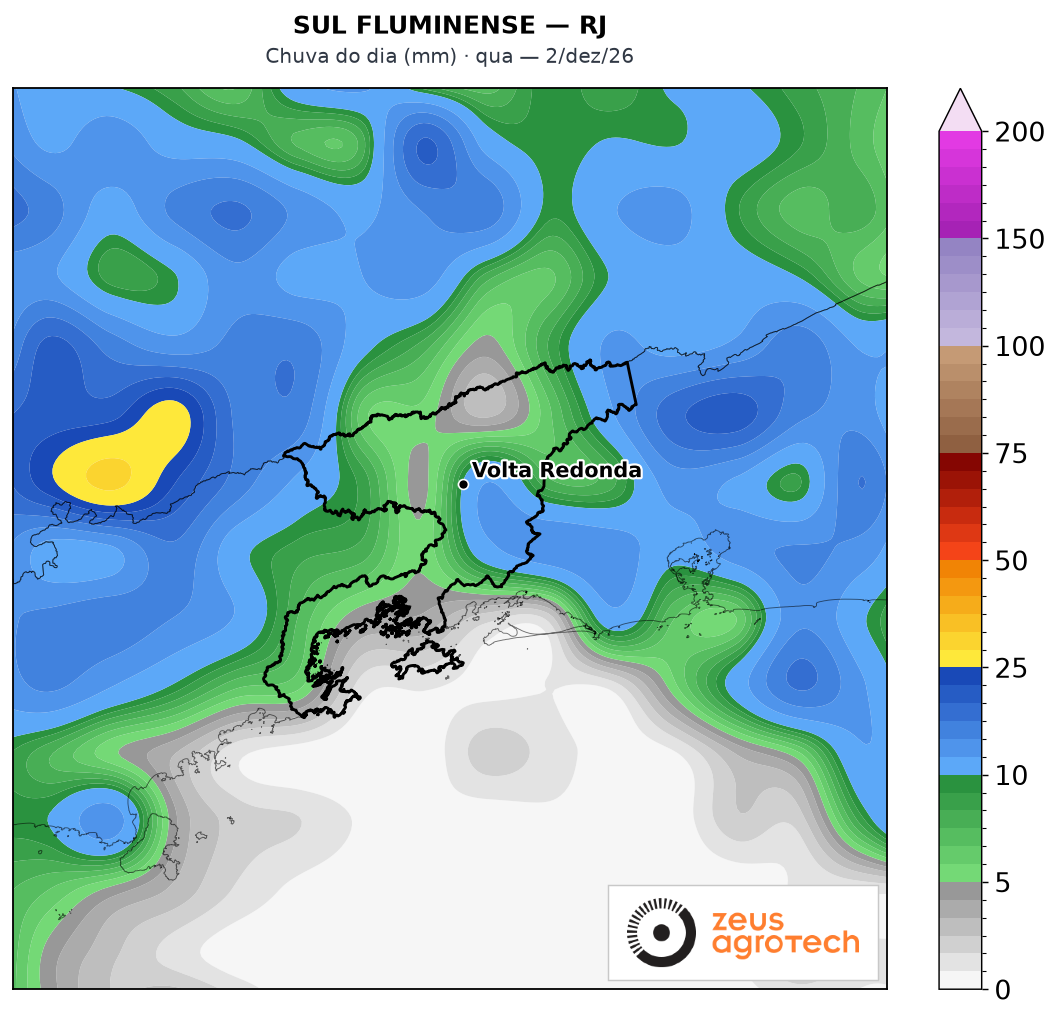 SUL FLUMINENSE — RJ
Chuva do dia (mm) · qua — 2/dez/26
200
150
100
75
50
25
10
5
0
Volta Redonda
zeus
agrotech